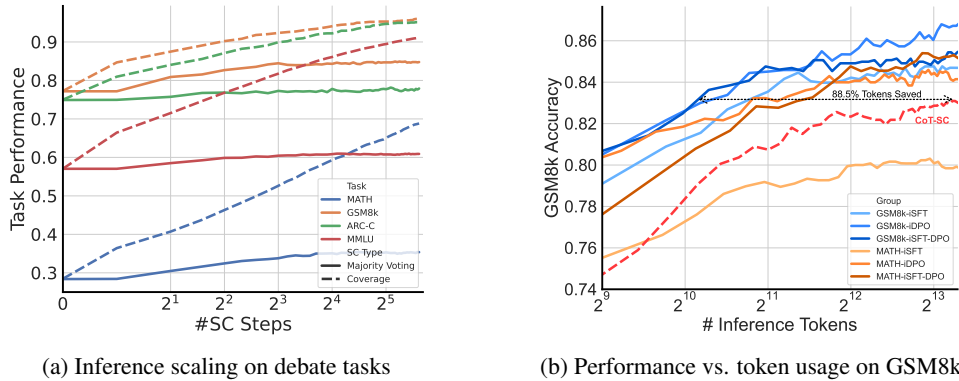 0.9
0.8
0.7
0.6
0.5
0.4
0.3
Task Performance
0
2^1
2^2
2^3
2^4
2^5
#SC Steps
Task
MATH
GSM8k
ARC-C
MMLU
SC Type
Majority Voting
Coverage
(a) Inference scaling on debate tasks
0.86
0.84
0.82
0.80
0.78
0.76
0.74
GSM8k Accuracy
2^9
2^10
2^11
2^12
2^13
# Inference Tokens
88.5% Tokens Saved
CoT-SC
Group
GSM8k-iSFT
GSM8k-iDPO
GSM8k-iSFT-DPO
MATH-iSFT
MATH-iDPO
MATH-iSFT-DPO
(b) Performance vs. token usage on GSM8k